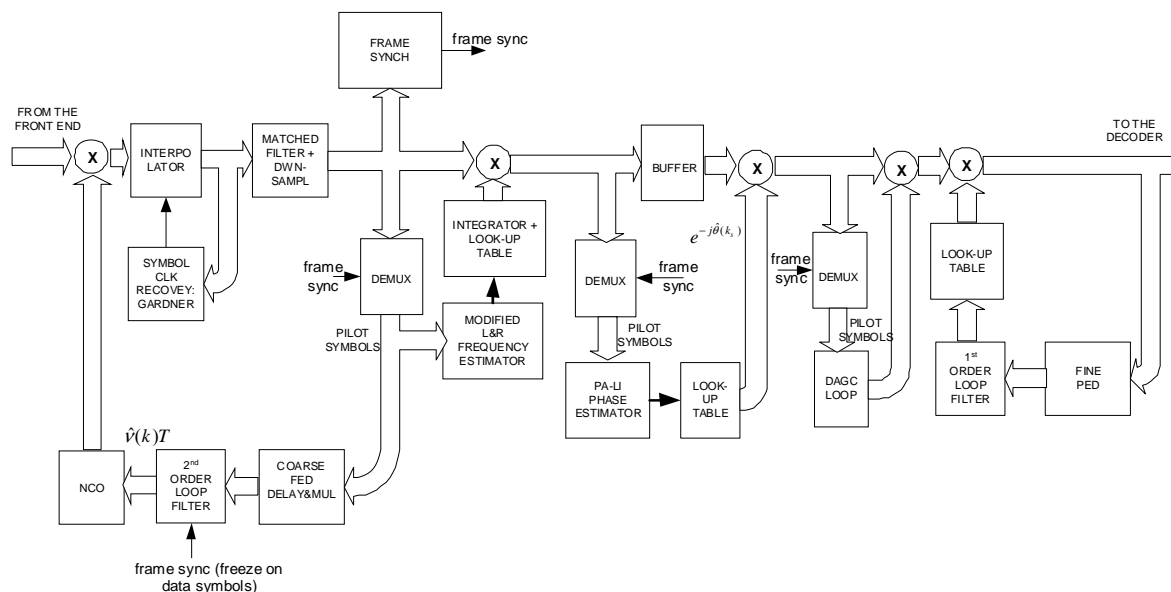 FRAME
SYNCH
frame sync
FROM THE
FRONT END
X
INTERPO
LATOR
MATCHED
FILTER +
DWN-
SAMPL
X
BUFFER
X
X
X
TO THE
DECODER
SYMBOL
CLK
RECOVEY:
GARDNER
frame
sync
DEMUX
INTEGRATOR +
LOOK-UP
TABLE
DEMUX
frame
sync
e^{-j\hat{\theta}(k_s)}
frame
sync
DEMUX
LOOK-UP
TABLE
PILOT
SYMBOLS
MODIFIED
L&R
FREQUENCY
ESTIMATOR
PILOT
SYMBOLS
PILOT
SYMBOLS
PA-LI
PHASE
ESTIMATOR
LOOK-
UP
TABLE
DAGC
LOOP
1st
ORDER
LOOP
FILTER
FINE
PED
\hat{\nu}(k)T
NCO
2nd
ORDER
LOOP
FILTER
COARSE
FED
DELAY&MUL
frame sync (freeze on
data symbols)